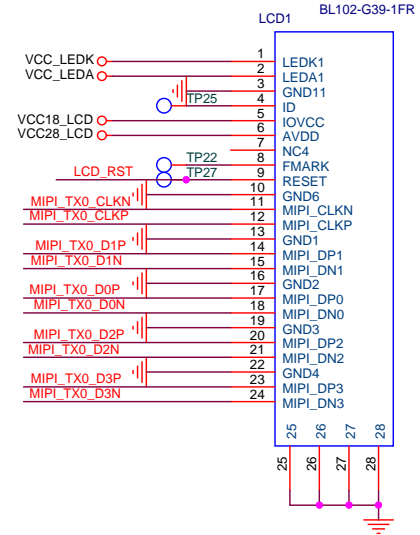 LCD1
BL102-G39-1FR
VCC_LEDK 1 LEDK1
VCC_LEDA 2 LEDA1
3 GND11
TP25 4 ID
VCC18_LCD 5 IOVCC
VCC28_LCD 6 AVDD
7 NC4
TP22 8 FMARK
LCD_RST TP27 9 RESET
10 GND6
MIPI_TX0_CLKN 11 MIPI_CLKN
MIPI_TX0_CLKP 12 MIPI_CLKP
13 GND1
MIPI_TX0_D1P 14 MIPI_DP1
MIPI_TX0_D1N 15 MIPI_DN1
16 GND2
MIPI_TX0_D0P 17 MIPI_DP0
MIPI_TX0_D0N 18 MIPI_DN0
19 GND3
MIPI_TX0_D2P 20 MIPI_DP2
MIPI_TX0_D2N 21 MIPI_DN2
22 GND4
MIPI_TX0_D3P 23 MIPI_DP3
MIPI_TX0_D3N 24 MIPI_DN3
25 26 27 28
25 26 27 28